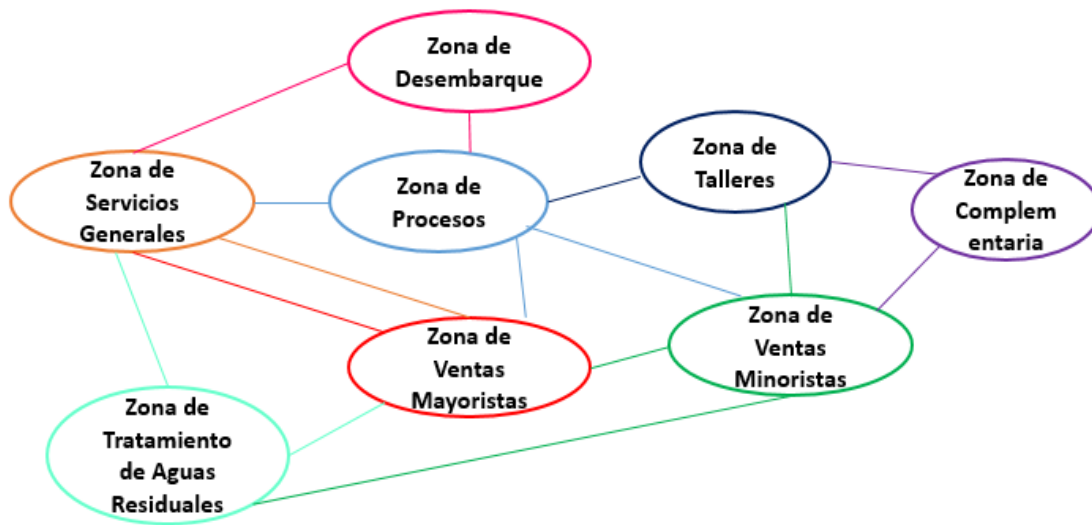 Zona de
Desembarque
Zona de
Servicios
Generales
Zona de
Procesos
Zona de
Talleres
Zona de
Complem
entaria
Zona de
Ventas
Mayoristas
Zona de
Ventas
Minoristas
Zona de
Tratamiento
de Aguas
Residuales